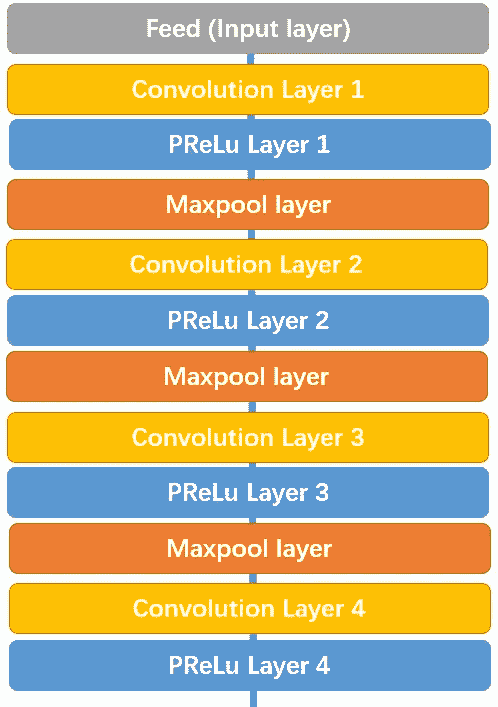 Feed (Input layer)
Convolution Layer 1
PReLu Layer 1
Maxpool layer
Convolution Layer 2
PReLu Layer 2
Maxpool layer
Convolution Layer 3
PReLu Layer 3
Maxpool layer
Convolution Layer 4
PReLu Layer 4